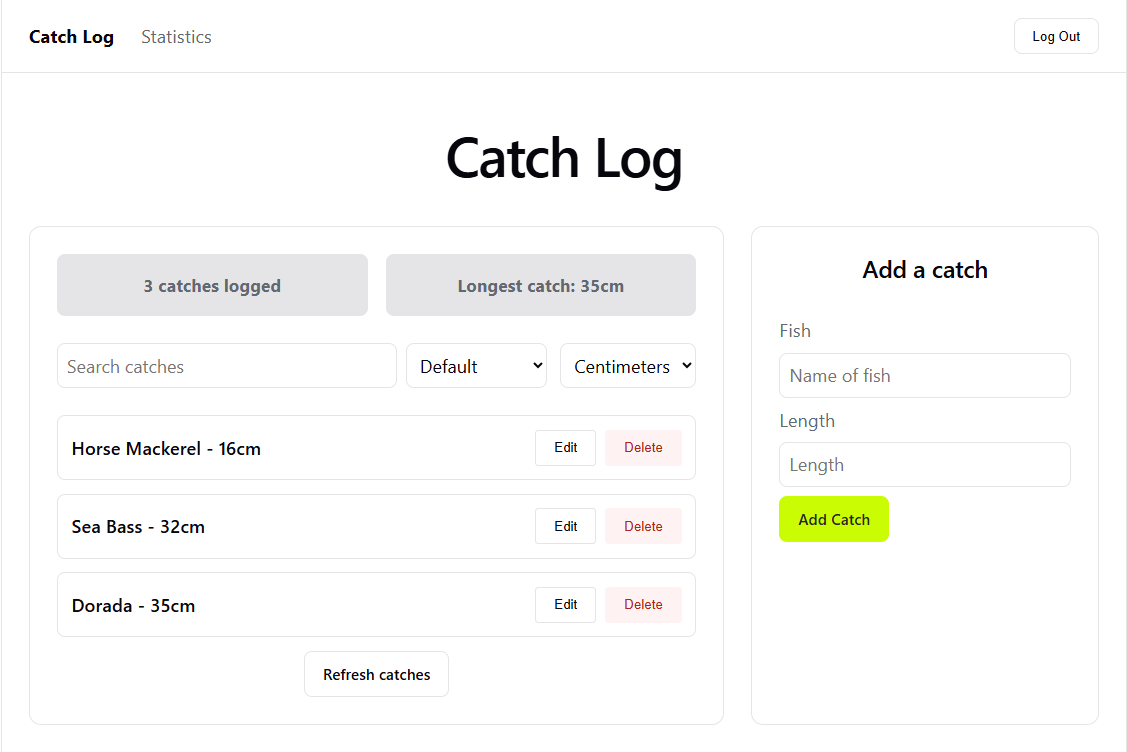 Catch Log
Statistics
Log Out
Catch Log
3 catches logged
Longest catch: 35cm
Search catches
Default
Centimeters
Horse Mackerel - 16cm
Edit
Delete
Sea Bass - 32cm
Edit
Delete
Dorada - 35cm
Edit
Delete
Refresh catches
Add a catch
Fish
Name of fish
Length
Length
Add Catch